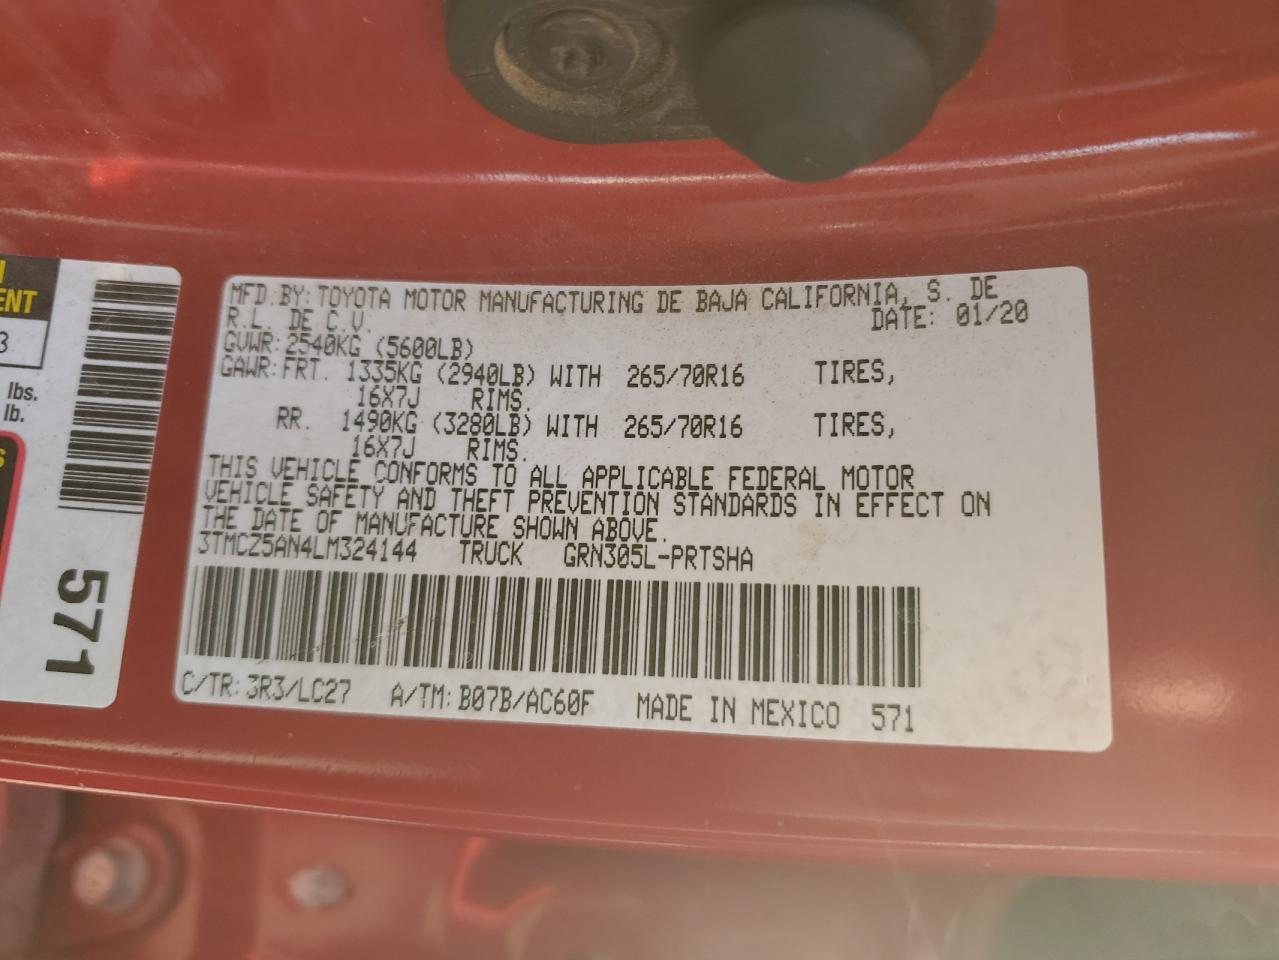 MFD.BY: TOYOTA MOTOR MANUFACTURING DE BAJA CALIFORNIA, S. DE
R.L. DE C.V. DATE: 01/20
GVWR: 2540KG (5600LB)
GAWR: FRT. 1335KG (2940LB) WITH 265/70R16 TIRES,
16X7J RIMS.
RR. 1490KG (3280LB) WITH 265/70R16 TIRES,
16X7J RIMS.
THIS VEHICLE CONFORMS TO ALL APPLICABLE FEDERAL MOTOR
VEHICLE SAFETY AND THEFT PREVENTION STANDARDS IN EFFECT ON
THE DATE OF MANUFACTURE SHOWN ABOVE.
3TMCZ5AN4LM324144 TRUCK GRN305L-PRTSHA
C/TR: 3R3/LC27 A/TM: B07B/AC60F MADE IN MEXICO 571
3
lbs.
lb.
571